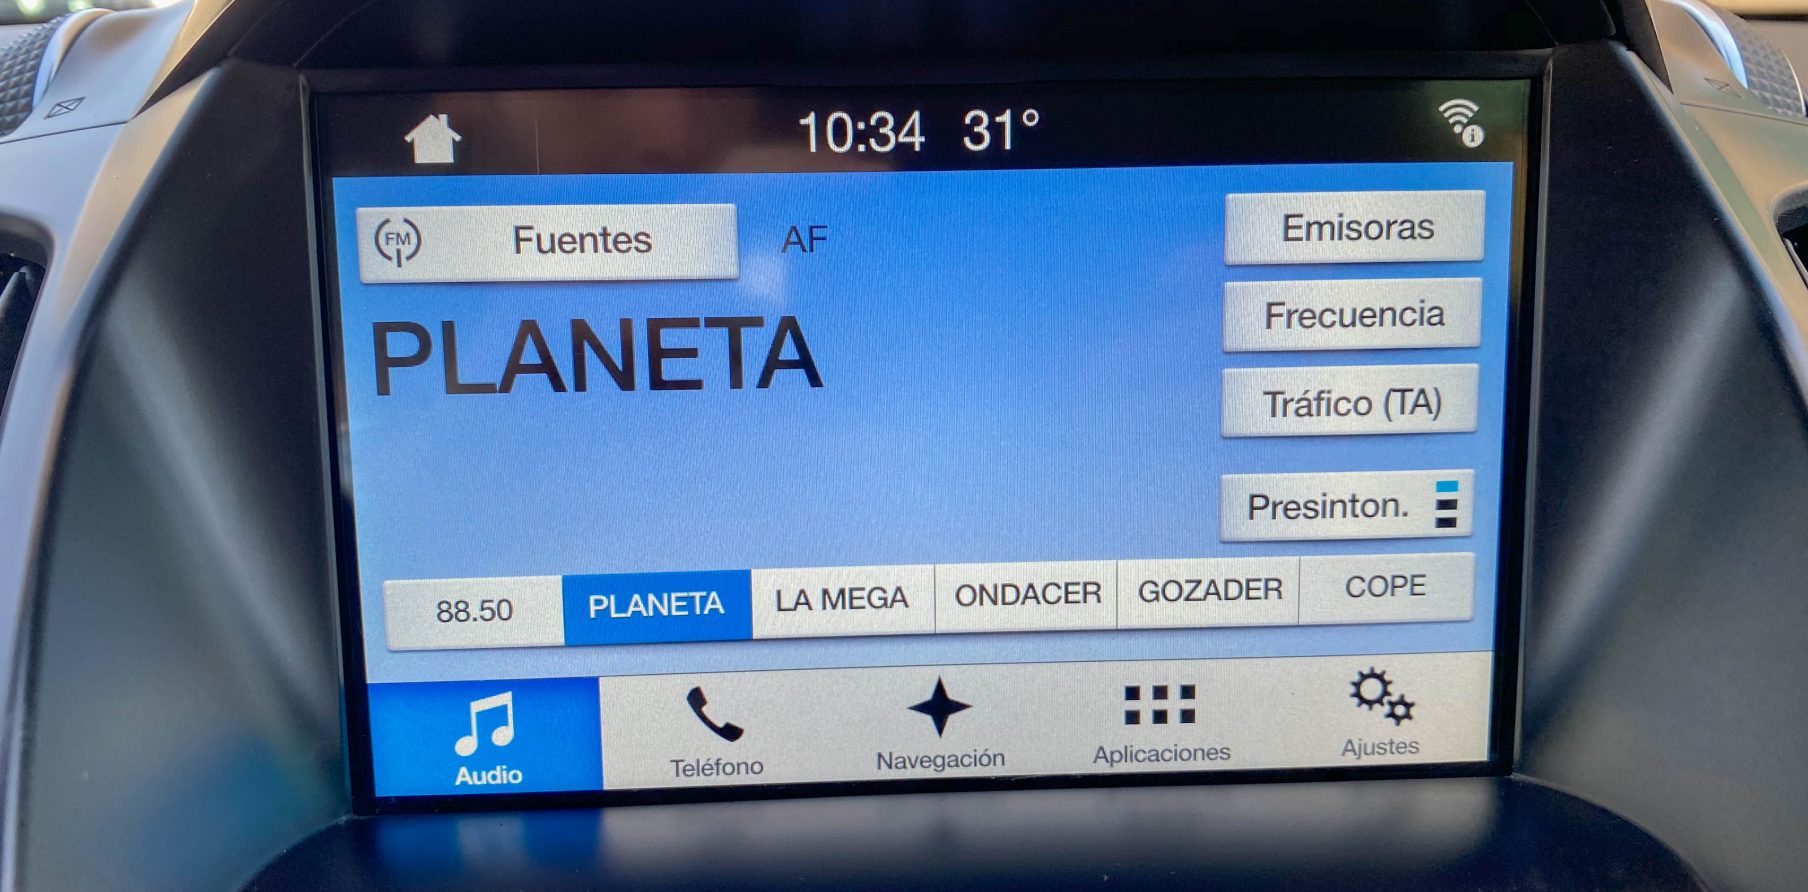 10:34 31°
FM Fuentes AF
Emisoras
PLANETA
Frecuencia
Tráfico (TA)
Presinton.
88.50 PLANETA LA MEGA ONDACER GOZADER COPE
Audio Teléfono Navegación Aplicaciones Ajustes